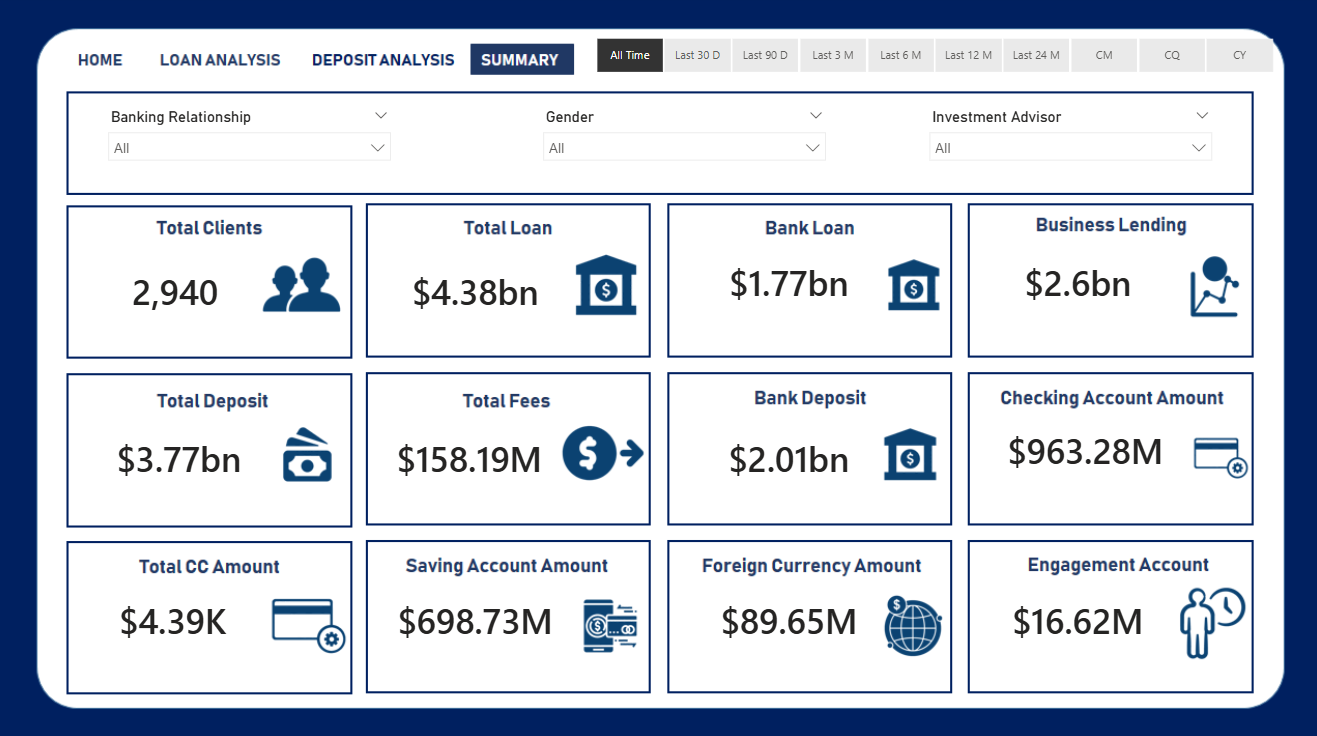 HOME LOAN ANALYSIS DEPOSIT ANALYSIS SUMMARY All Time Last 30 D Last 90 D Last 3 M Last 6 M Last 12 M Last 24 M CM CQ CY
Banking Relationship Gender Investment Advisor
All All All
Total Clients Total Loan Bank Loan Business Lending
2,940 $4.38bn $1.77bn $2.6bn
Total Deposit Total Fees Bank Deposit Checking Account Amount
$3.77bn $158.19M $2.01bn $963.28M
Total CC Amount Saving Account Amount Foreign Currency Amount Engagement Account
$4.39K $698.73M $89.65M $16.62M